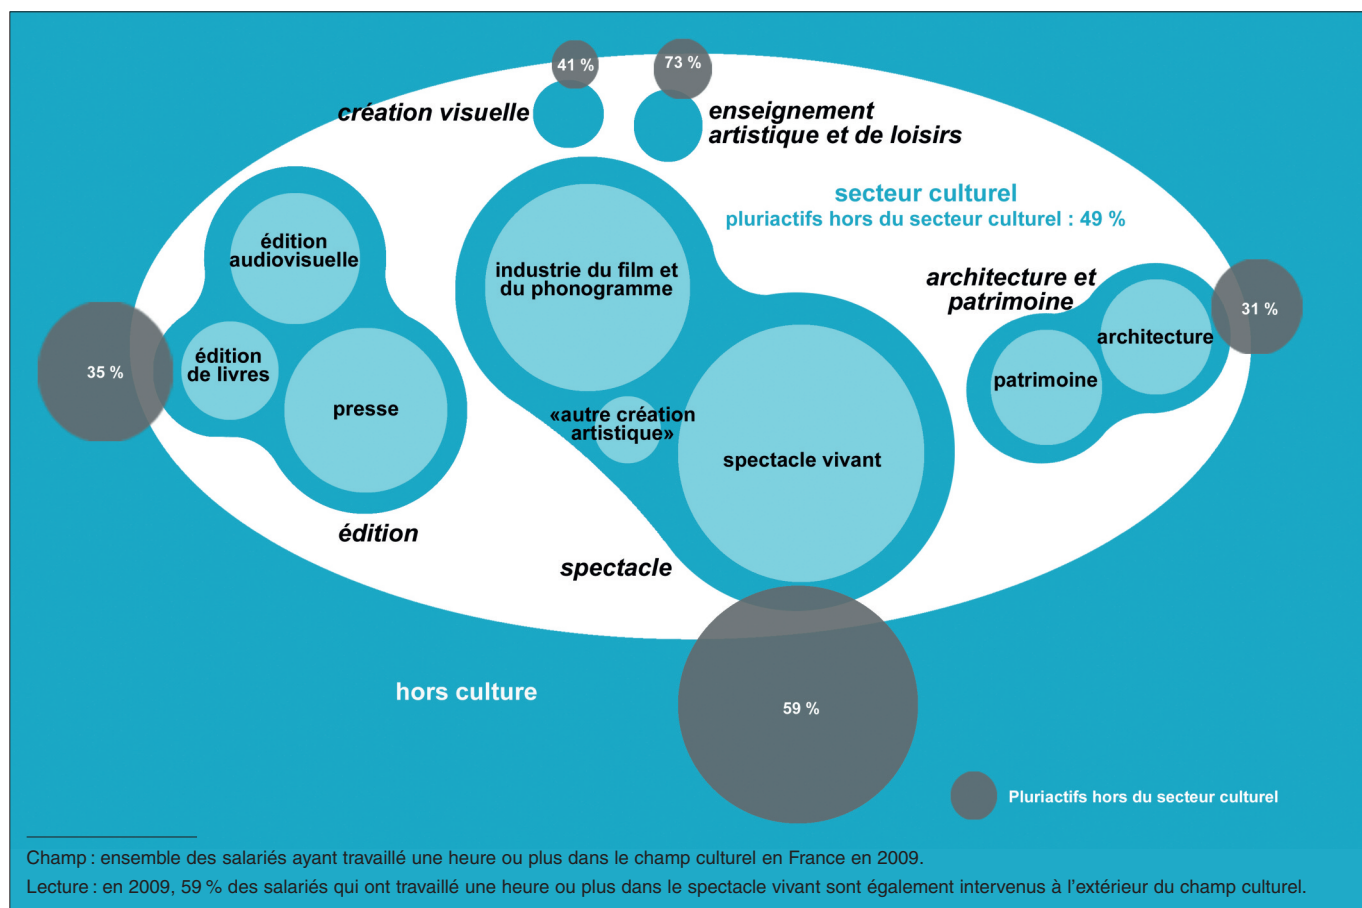 41 %
73 %
création visuelle
enseignement
artistique et de loisirs
secteur culturel
pluriactifs hors du secteur culturel : 49 %
édition
audiovisuelle
industrie du film et
du phonogramme
architecture et
patrimoine
31 %
architecture
35 %
édition
de livres
patrimoine
presse
«autre création
artistique»
spectacle vivant
édition
spectacle
hors culture
59 %
Pluriactifs hors du secteur culturel
Champ : ensemble des salariés ayant travaillé une heure ou plus dans le champ culturel en France en 2009.
Lecture : en 2009, 59 % des salariés qui ont travaillé une heure ou plus dans le spectacle vivant sont également intervenus à l’extérieur du champ culturel.